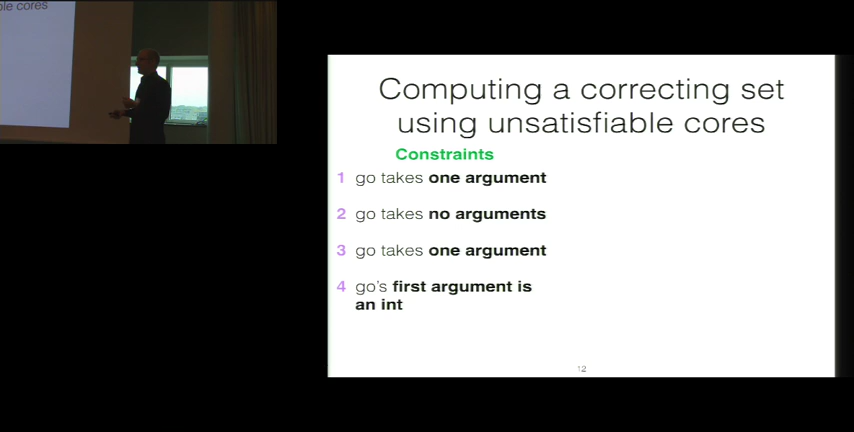 ble cores
Computing a correcting set
using unsatisfiable cores
Constraints
1 go takes one argument
2 go takes no arguments
3 go takes one argument
4 go's first argument is
an int
12